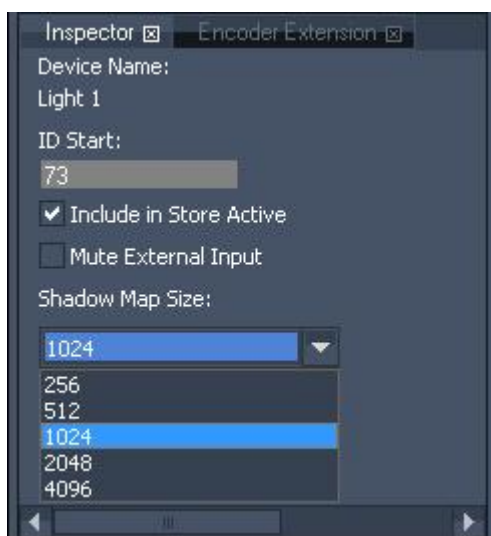 Inspector Encoder Extension
Device Name:
Light 1
ID Start:
73
Include in Store Active
Mute External Input
Shadow Map Size:
1024
256
512
1024
2048
4096